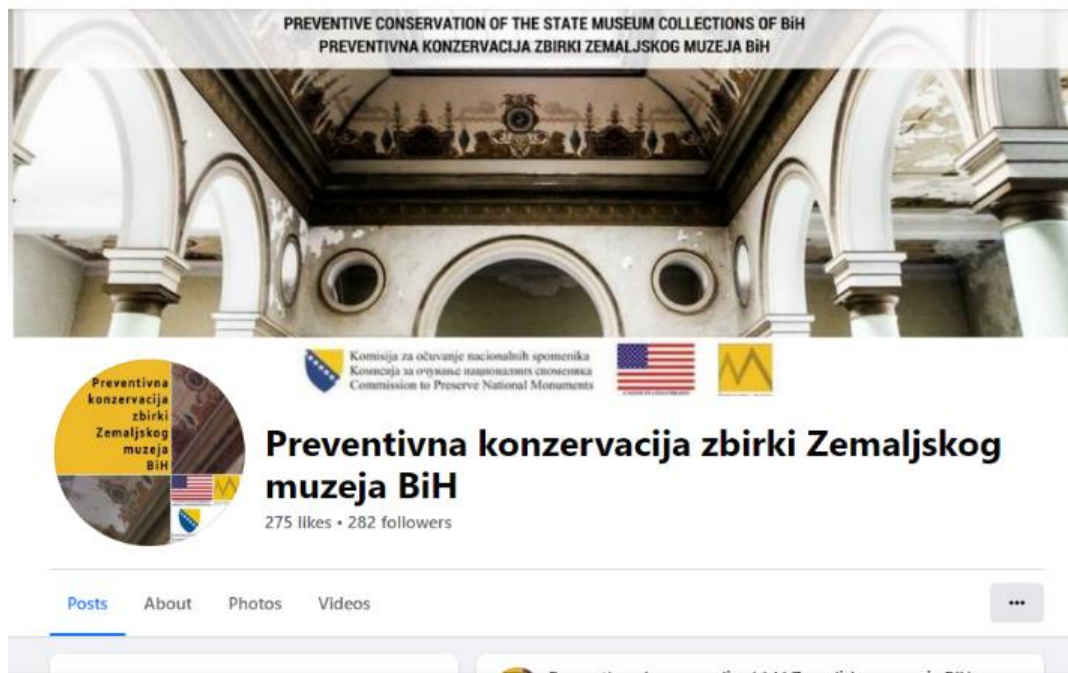 PREVENTIVE CONSERVATION OF THE STATE MUSEUM COLLECTIONS OF BiH
PREVENTIVNA KONZERVACIJA ZBIRKI ZEMALJSKOG MUZEJA BiH
Komisija za očuvanje nacionalnih spomenika
Комисија за очување националних споменика
Commission to Preserve National Monuments
Preventivna
konzervacija
zbirki
Zemaljskog
muzeja
BiH
Preventivna konzervacija zbirki Zemaljskog
muzeja BiH
275 likes • 282 followers
Posts About Photos Videos